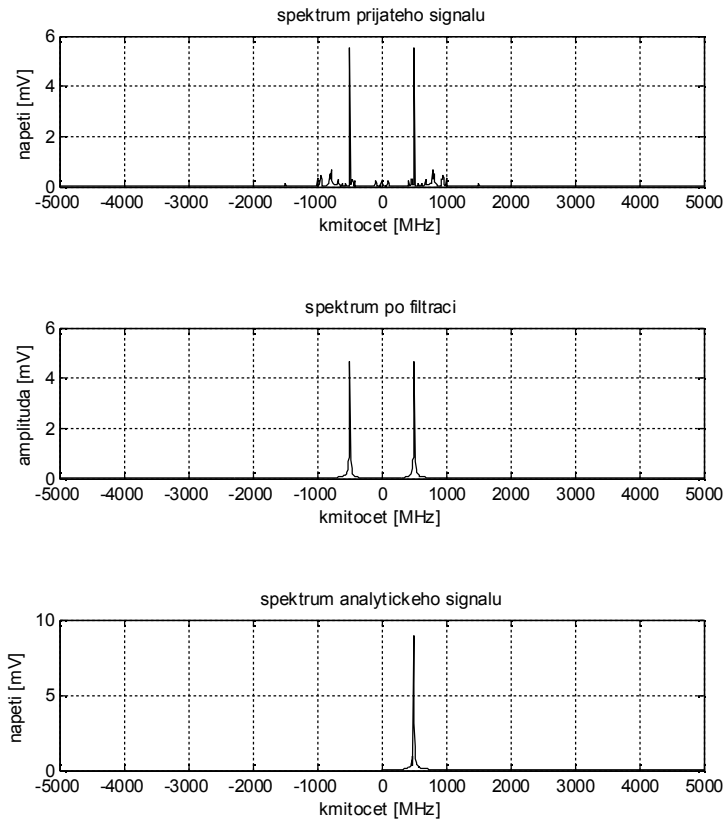 spektrum prijateho signalu
6
4
2
0
napeti [mV]
-5000 -4000 -3000 -2000 -1000 0 1000 2000 3000 4000 5000
kmitocet [MHz]
spektrum po filtraci
6
4
2
0
amplituda [mV]
-5000 -4000 -3000 -2000 -1000 0 1000 2000 3000 4000 5000
kmitocet [MHz]
spektrum analytickeho signalu
10
5
0
napeti [mV]
-5000 -4000 -3000 -2000 -1000 0 1000 2000 3000 4000 5000
kmitocet [MHz]